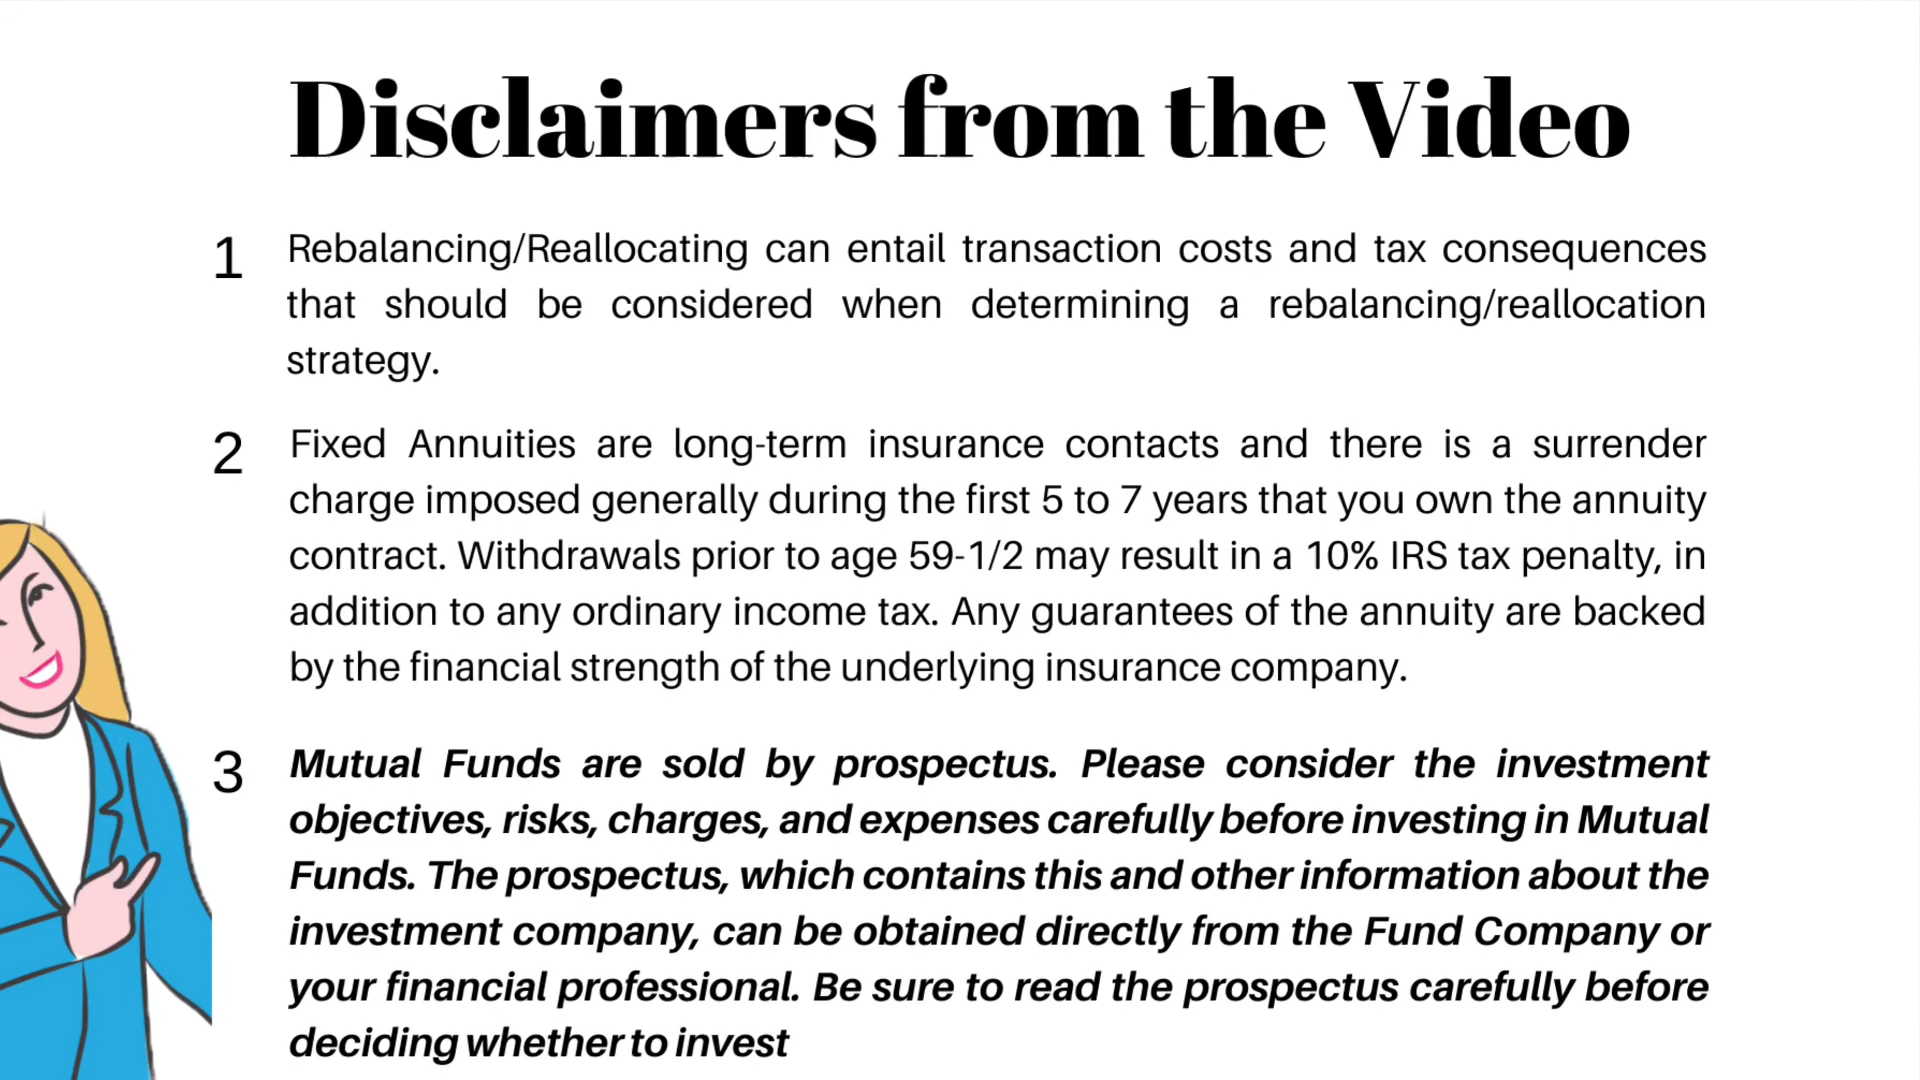 Disclaimers from the Video
1
Rebalancing/Reallocating can entail transaction costs and tax consequences
that should be considered when determining a rebalancing/reallocation
strategy.
2
Fixed Annuities are long-term insurance contacts and there is a surrender
charge imposed generally during the first 5 to 7 years that you own the annuity
contract. Withdrawals prior to age 59-1/2 may result in a 10% IRS tax penalty, in
addition to any ordinary income tax. Any guarantees of the annuity are backed
by the financial strength of the underlying insurance company.
3
Mutual Funds are sold by prospectus. Please consider the investment
objectives, risks, charges, and expenses carefully before investing in Mutual
Funds. The prospectus, which contains this and other information about the
investment company, can be obtained directly from the Fund Company or
your financial professional. Be sure to read the prospectus carefully before
deciding whether to invest